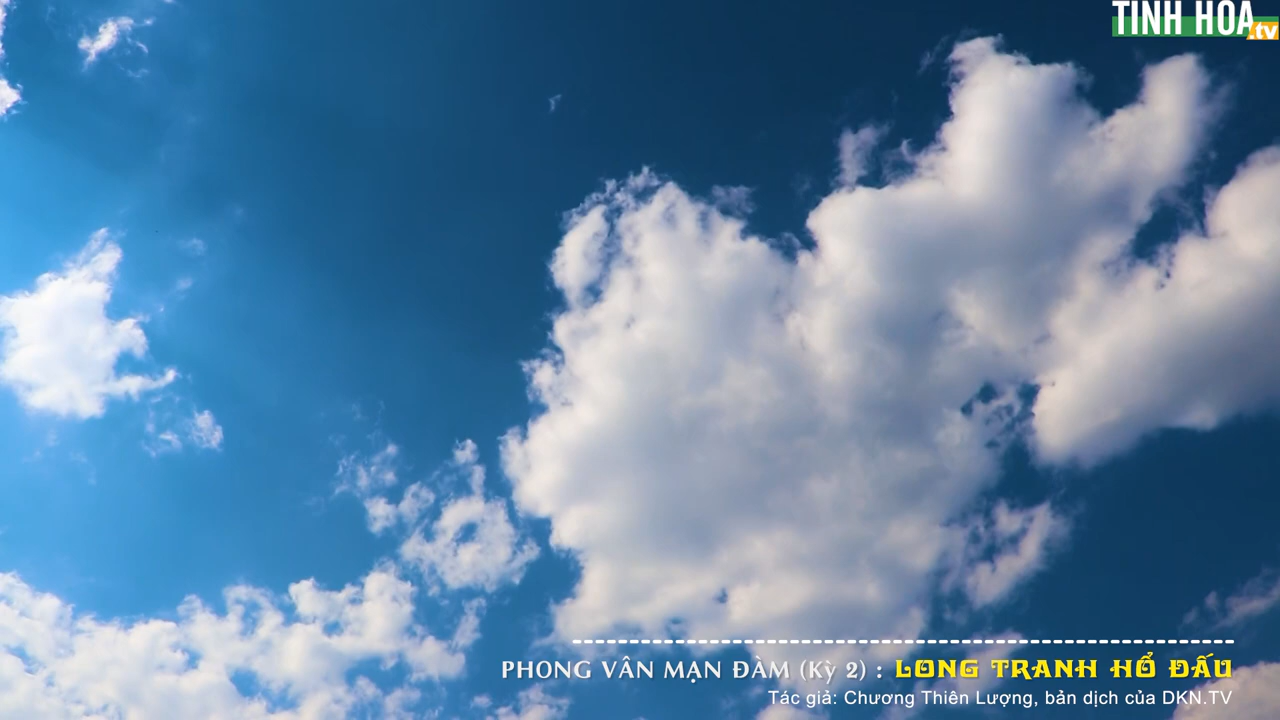 TINH HOA
.tv
PHONG VÂN MẠN ĐÀM (Kỳ 2) : LONG TRANH HỔ ĐẤU
Tác giả: Chương Thiên Lượng, bản dịch của DKN.TV